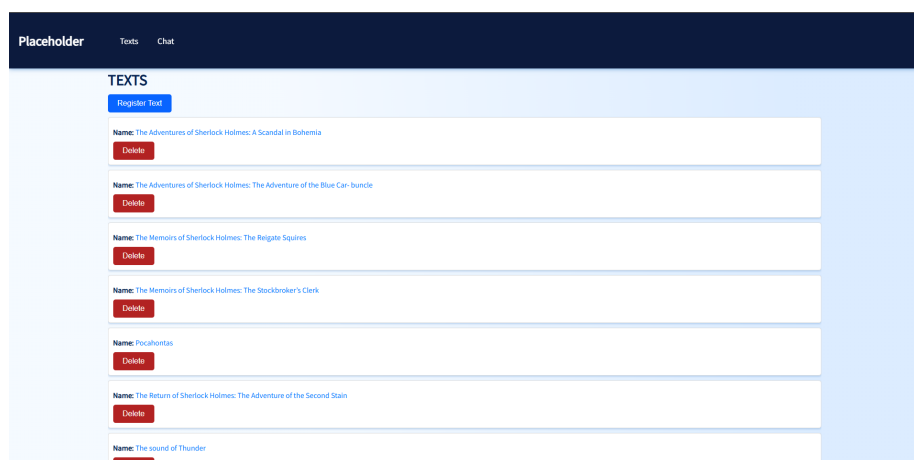 Placeholder Texts Chat
TEXTS
Register Text
Name: The Adventures of Sherlock Holmes: A Scandal in Bohemia
Delete
Name: The Adventures of Sherlock Holmes: The Adventure of the Blue Car- buncle
Delete
Name: The Memoirs of Sherlock Holmes: The Reigate Squires
Delete
Name: The Memoirs of Sherlock Holmes: The Stockbroker's Clerk
Delete
Name: Pocahontas
Delete
Name: The Return of Sherlock Holmes: The Adventure of the Second Stain
Delete
Name: The sound of Thunder